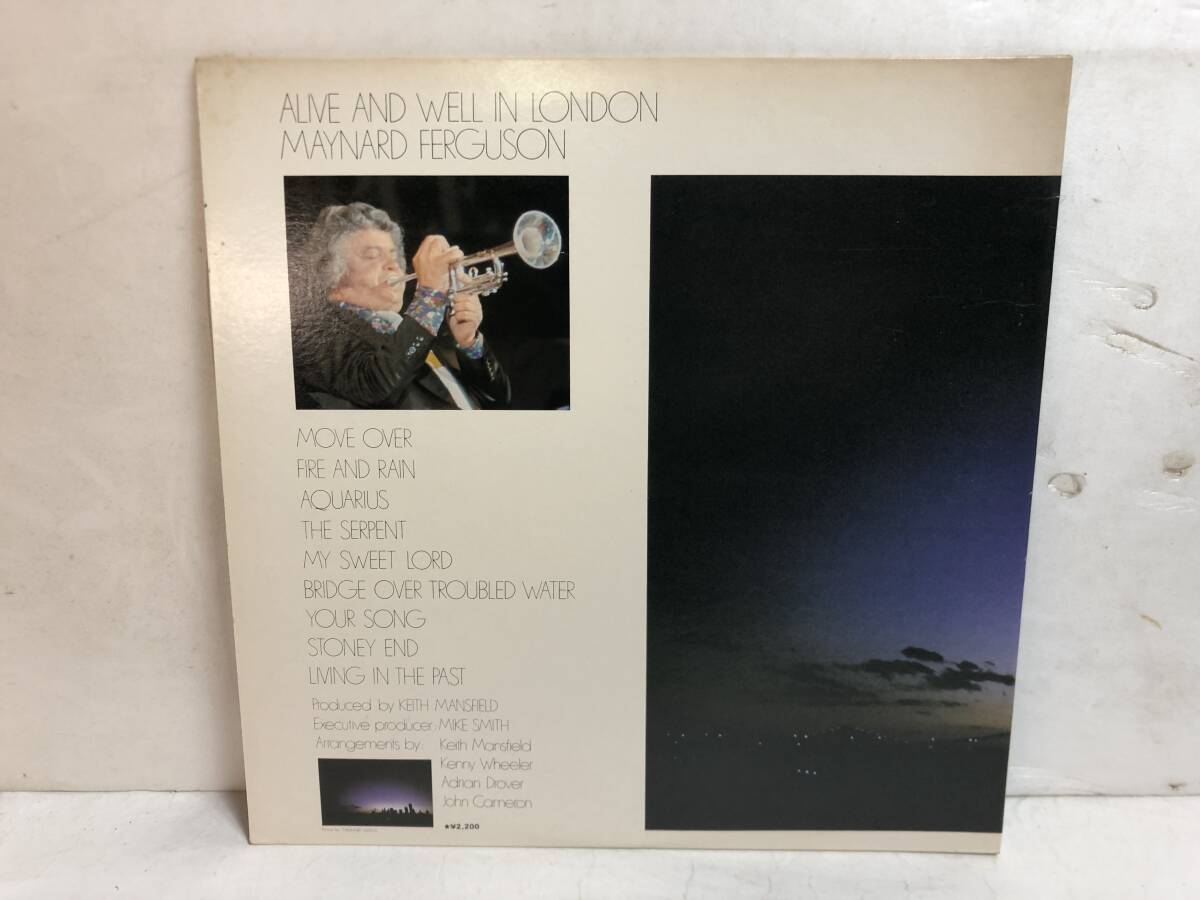 ALIVE AND WELL IN LONDON
MAYNARD FERGUSON
MOVE OVER
FIRE AND RAIN
AQUARIUS
THE SERPENT
MY SWEET LORD
BRIDGE OVER TROUBLED WATER
YOUR SONG
STONEY END
LIVING IN THE PAST
Produced by KEITH MANSFIELD
Executive producer: MIKE SMITH
Arrangements by: Keith Mansfield
Kenny Wheeler
Adrian Drover
John Cameron
★¥2,200